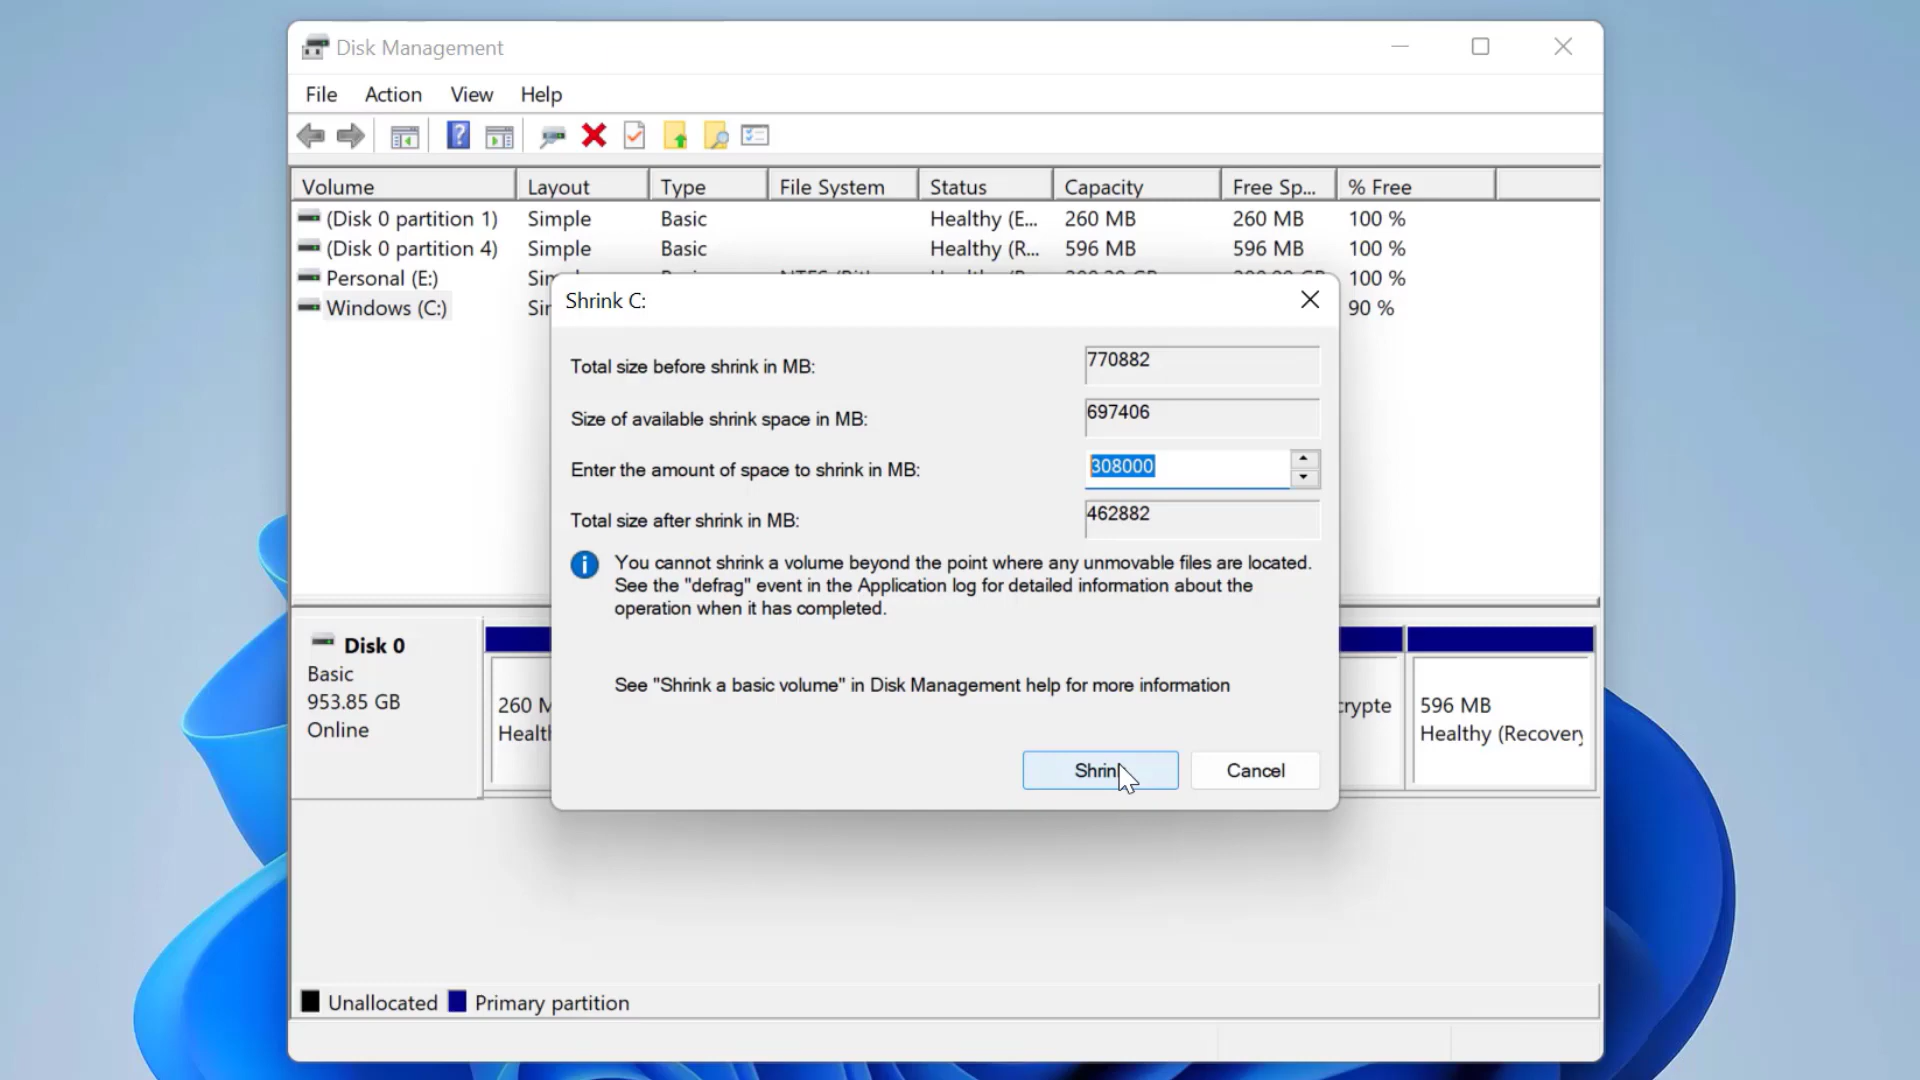 Disk Management
File Action View Help
Volume Layout Type File System Status Capacity Free Sp... % Free
(Disk 0 partition 1) Simple Basic Healthy (E... 260 MB 260 MB 100 %
(Disk 0 partition 4) Simple Basic Healthy (R... 596 MB 596 MB 100 %
Personal (E:) 100 %
Windows (C:) 90 %
Shrink C:
Total size before shrink in MB: 770882
Size of available shrink space in MB: 697406
Enter the amount of space to shrink in MB: 308000
Total size after shrink in MB: 462882
You cannot shrink a volume beyond the point where any unmovable files are located.
See the "defrag" event in the Application log for detailed information about the
operation when it has completed.
See "Shrink a basic volume" in Disk Management help for more information
Shrink Cancel
Disk 0
Basic
953.85 GB
Online
260 M
Healt
crypte
596 MB
Healthy (Recovery
Unallocated Primary partition